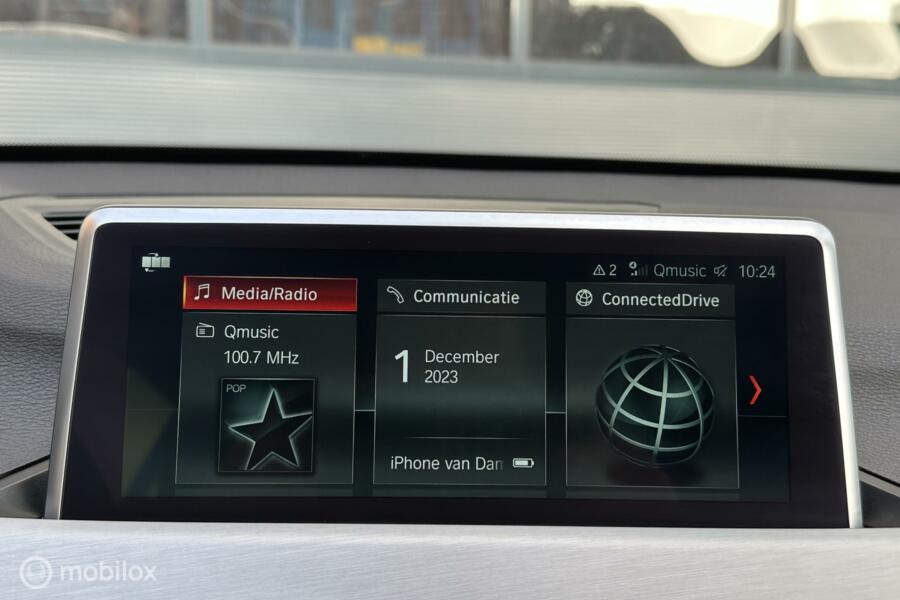 2 Qmusic 10:24
Media/Radio
Qmusic
100.7 MHz
POP
Communicatie
1 December
2023
iPhone van Dan
ConnectedDrive
mobilox